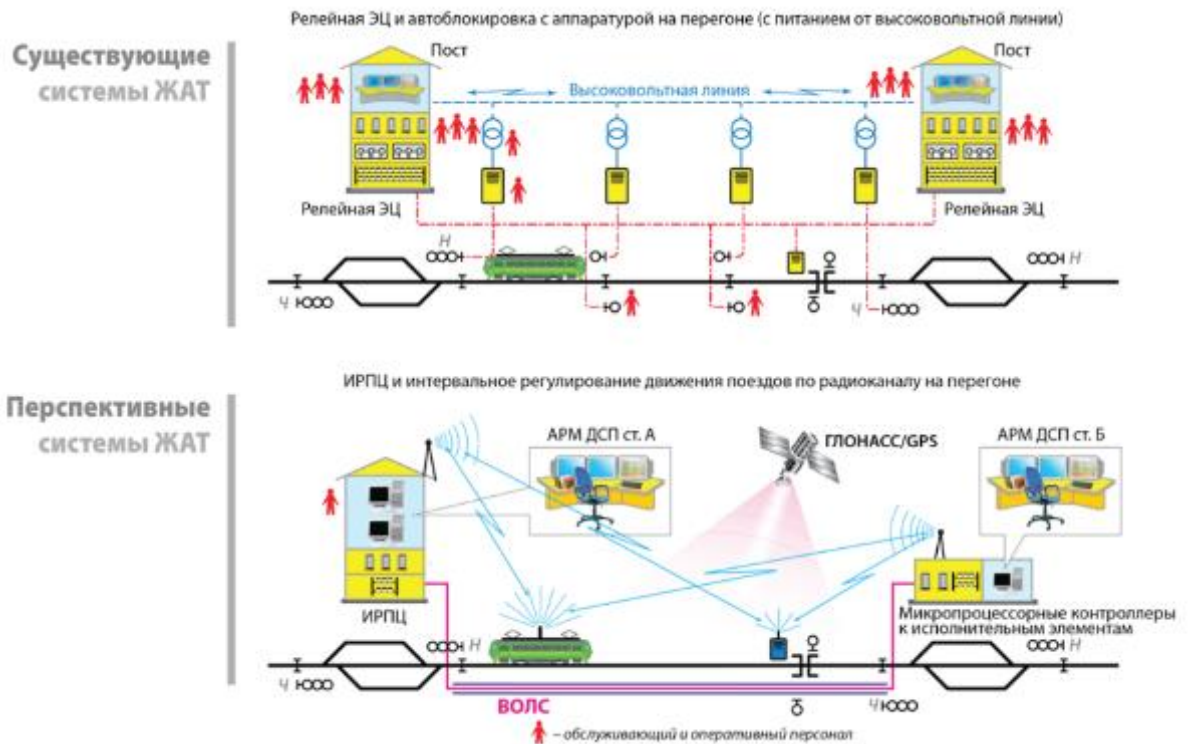 Релейная ЭЦ и автоблокировка с аппаратурой на перегоне (с питанием от высоковольтной линии)
Существующие
системы ЖАТ
Пост
Пост
Высоковольтная линия
Релейная ЭЦ
Релейная ЭЦ
Н
Н
Ч
Ч
ИРПЦ и интервальное регулирование движения поездов по радиоканалу на перегоне
Перспективные
системы ЖАТ
АРМ ДСП ст. А
ГЛОНАСС/GPS
АРМ ДСП ст. Б
ИРПЦ
Микропроцессорные контроллеры
к исполнительным элементам
Н
Н
Ч
ВОЛС
Ч
– обслуживающий и оперативный персонал